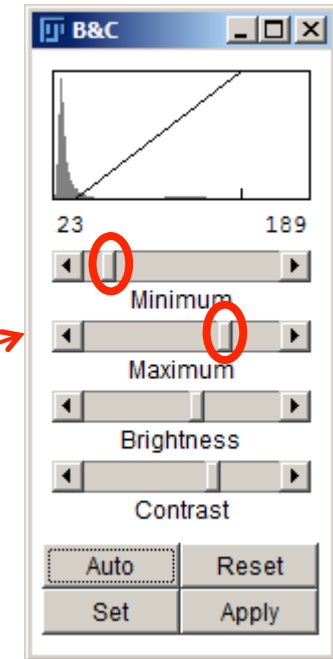 B&C
23 189
Minimum
Maximum
Brightness
Contrast
Auto Reset
Set Apply